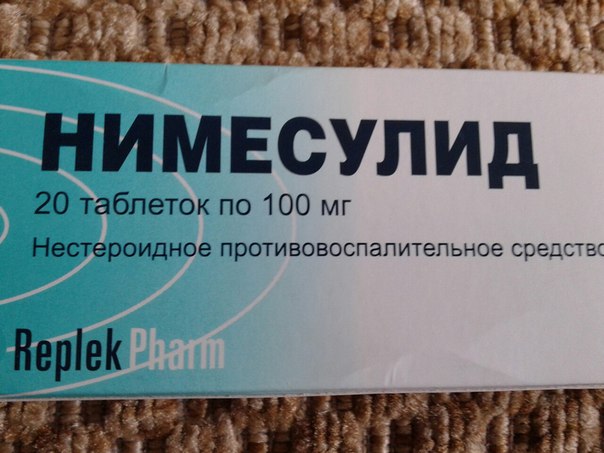 НИМЕСУЛИД
20 таблеток по 100 мг
Нестероидное противовоспалительное средство
Replek Pharm